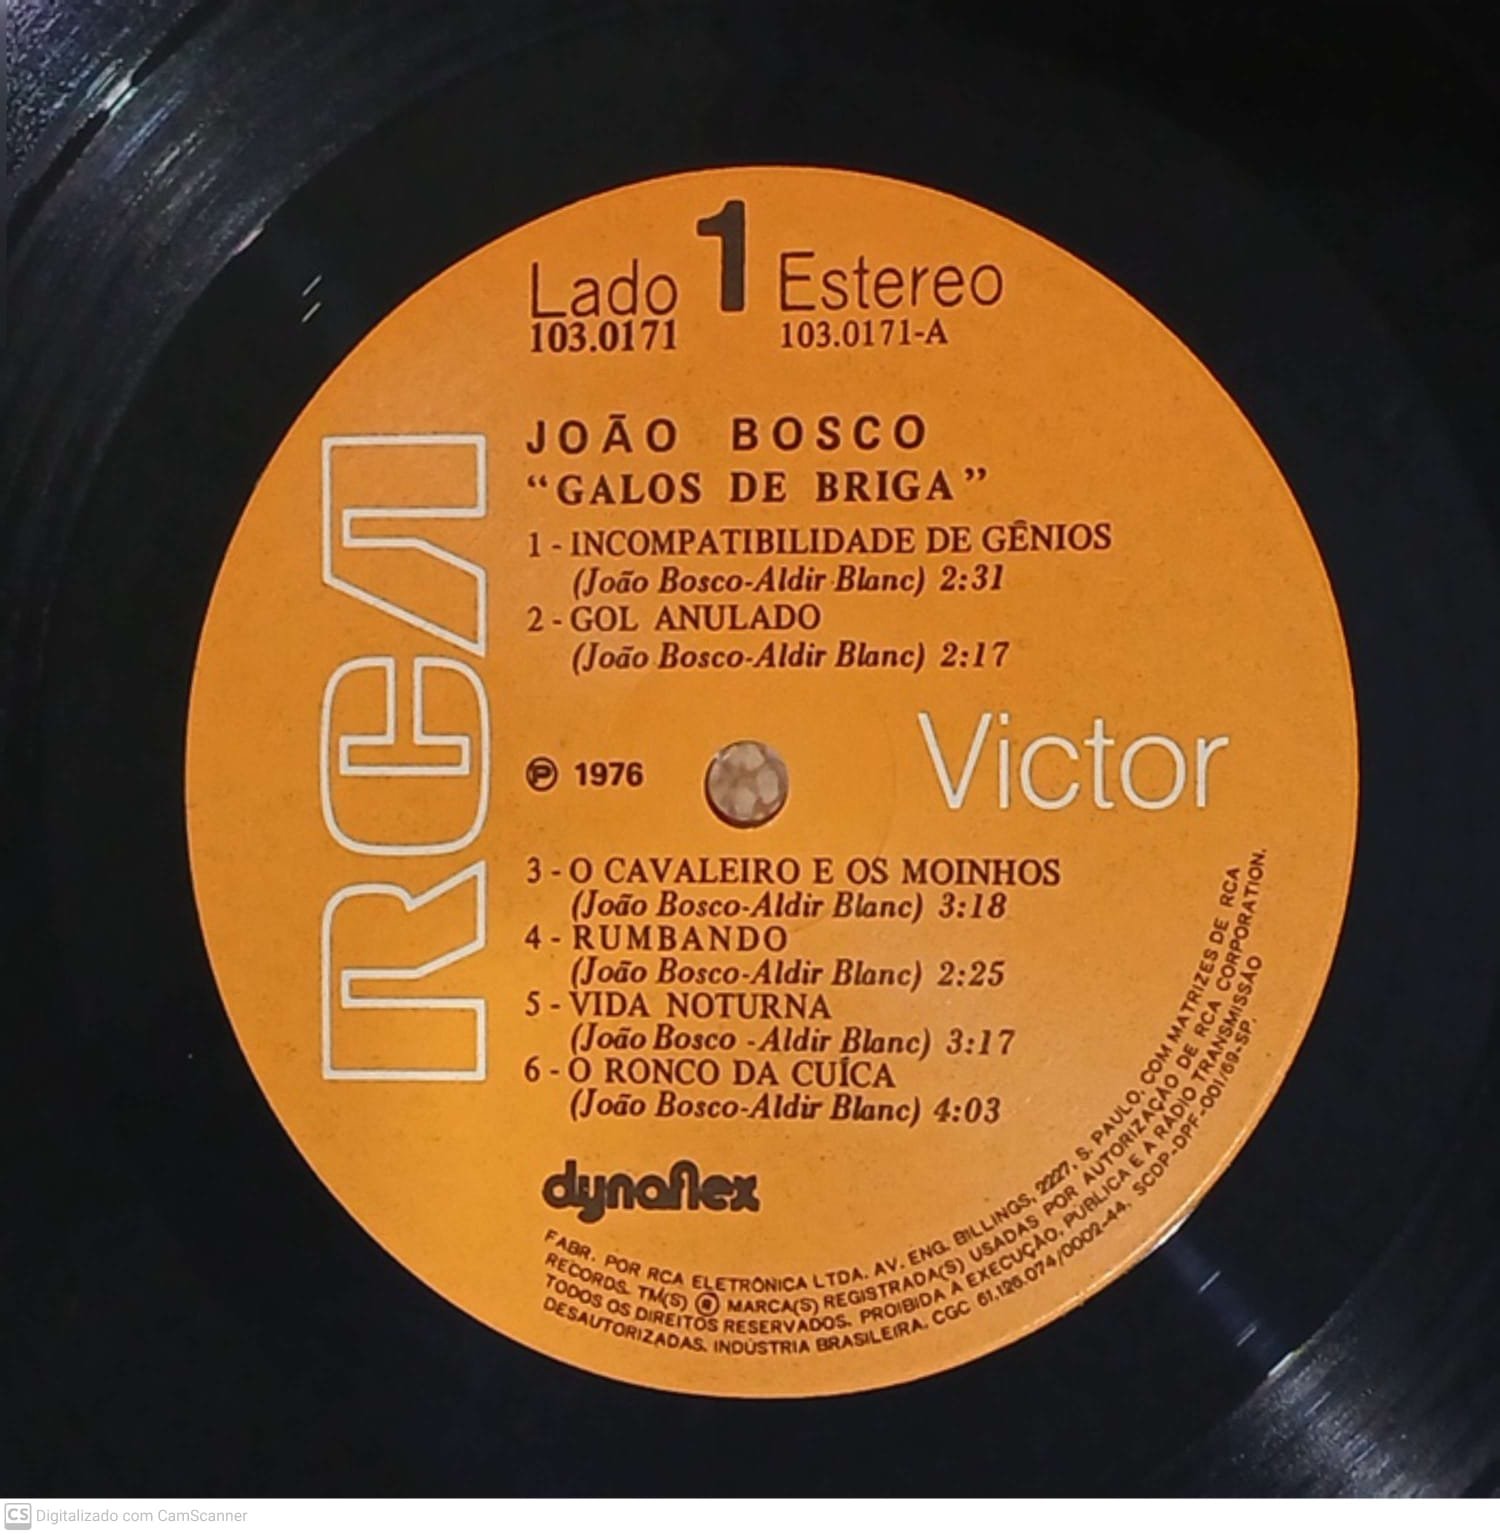 Lado 1 Estereo
103.0171 103.0171-A
JOÃO BOSCO
“GALOS DE BRIGA”
1 - INCOMPATIBILIDADE DE GÊNIOS
(João Bosco-Aldir Blanc) 2:31
2 - GOL ANULADO
(João Bosco-Aldir Blanc) 2:17
RCA
Victor
Ⓟ 1976
3 - O CAVALEIRO E OS MOINHOS
(João Bosco-Aldir Blanc) 3:18
4 - RUMBANDO
(João Bosco-Aldir Blanc) 2:25
5 - VIDA NOTURNA
(João Bosco -Aldir Blanc) 3:17
6 - O RONCO DA CUÍCA
(João Bosco-Aldir Blanc) 4:03
dynaflex
FABR. POR RCA ELETRÔNICA LTDA. AV. ENG. BILLINGS, 2227, S. PAULO, COM MATRIZES DE RCA
RECORDS. TM(S) ® MARCA(S) REGISTRADA(S) USADAS POR AUTORIZAÇÃO DE RCA CORPORATION.
TODOS OS DIREITOS RESERVADOS. PROIBIDA A EXECUÇÃO, PÚBLICA E A RÁDIO TRANSMISSÃO
DESAUTORIZADAS. INDÚSTRIA BRASILEIRA. CGC 61.126.074/0002-44. SCDP-DPF-001/69-SP.
CS Digitalizado com CamScanner